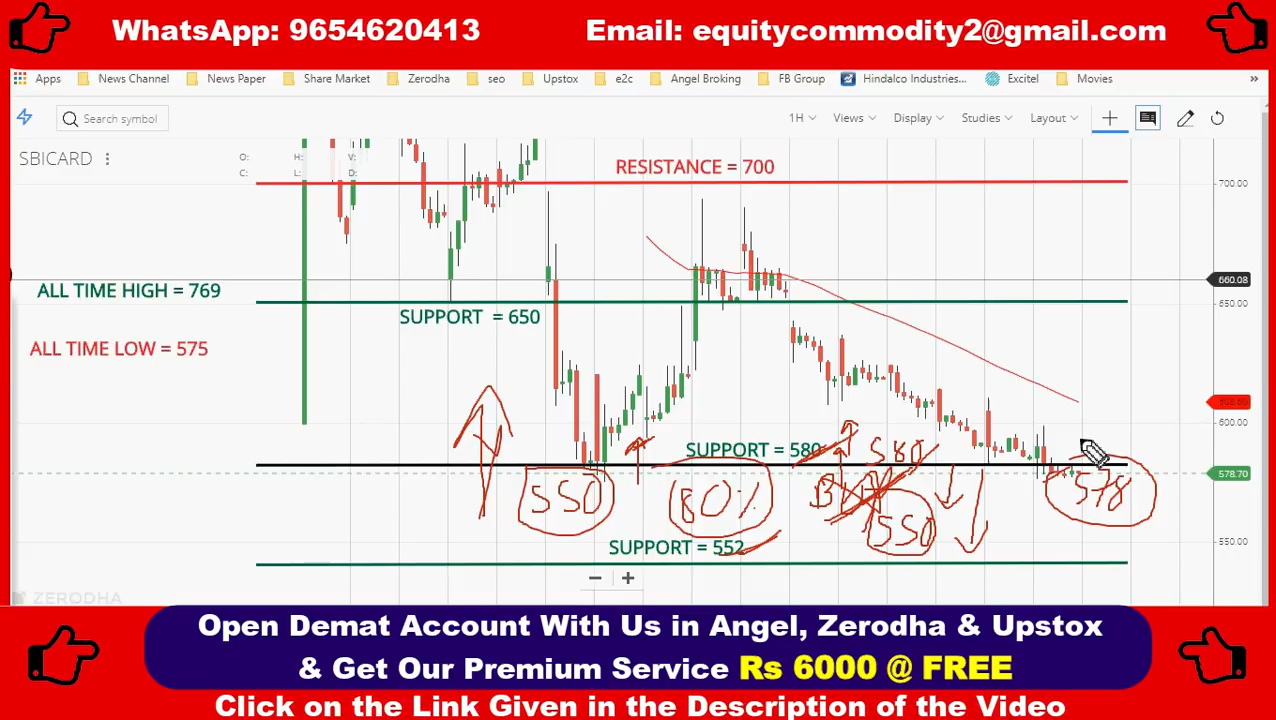 WhatsApp: 9654620413 Email: equitycommodity2@gmail.com
Apps News Channel News Paper Share Market Zerodha seo Upstox e2c Angel Broking FB Group Hindalco Industries... Excitel Movies »
Search symbol 1H Views Display Studies Layout
SBICARD O: H: V:
C: L: D:
RESISTANCE = 700
700.00
660.08
ALL TIME HIGH = 769
650.00
SUPPORT = 650
ALL TIME LOW = 575
600.00
SUPPORT = 580 580
578.70
550 80% 550 578
SUPPORT = 552
550.00
− +
ZERODHA
Open Demat Account With Us in Angel, Zerodha & Upstox
& Get Our Premium Service Rs 6000 @ FREE
Click on the Link Given in the Description of the Video